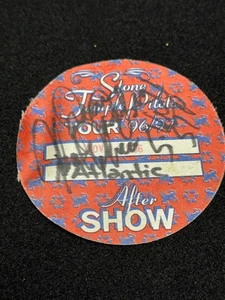 Stone
Temple Pilots
TOUR 96/97
Atlantic
After
SHOW